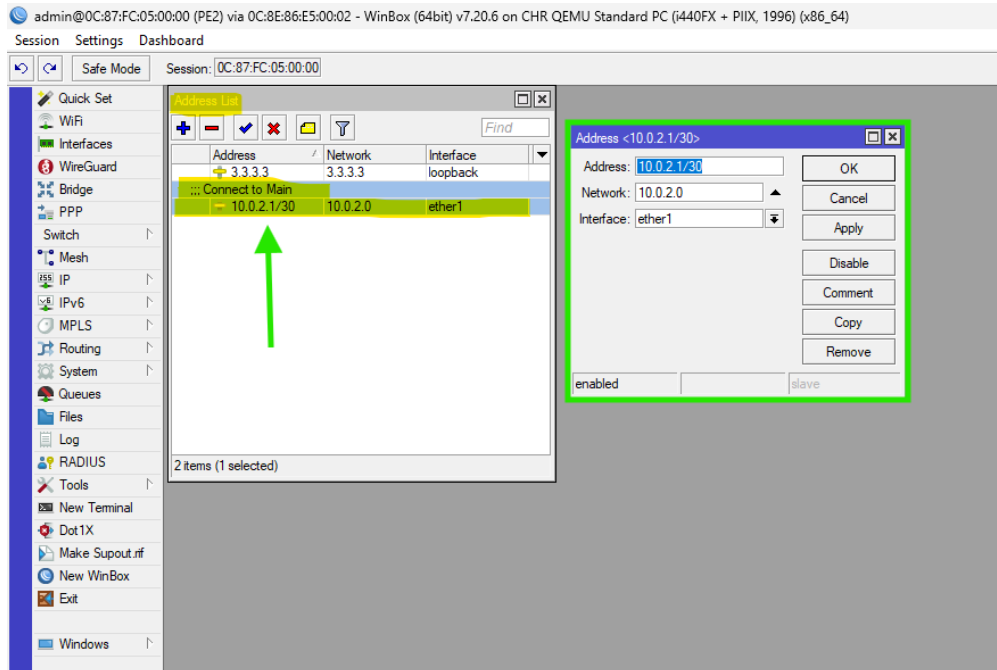 admin@0C:87:FC:05:00:00 (PE2) via 0C:8E:86:E5:00:02 - WinBox (64bit) v7.20.6 on CHR QEMU Standard PC (i440FX + PIIX, 1996) (x86_64)
Session Settings Dashboard
Safe Mode Session: 0C:87:FC:05:00:00
Quick Set
WiFi
Interfaces
WireGuard
Bridge
PPP
Switch
Mesh
IP
IPv6
MPLS
Routing
System
Queues
Files
Log
RADIUS
Tools
New Terminal
Dot1X
Make Supout.rif
New WinBox
Exit
Windows
Address List
Find
Address Network Interface
3.3.3.3 3.3.3.3 loopback
::: Connect to Main
10.0.2.1/30 10.0.2.0 ether1
2 items (1 selected)
Address <10.0.2.1/30>
Address: 10.0.2.1/30
Network: 10.0.2.0
Interface: ether1
OK
Cancel
Apply
Disable
Comment
Copy
Remove
enabled slave